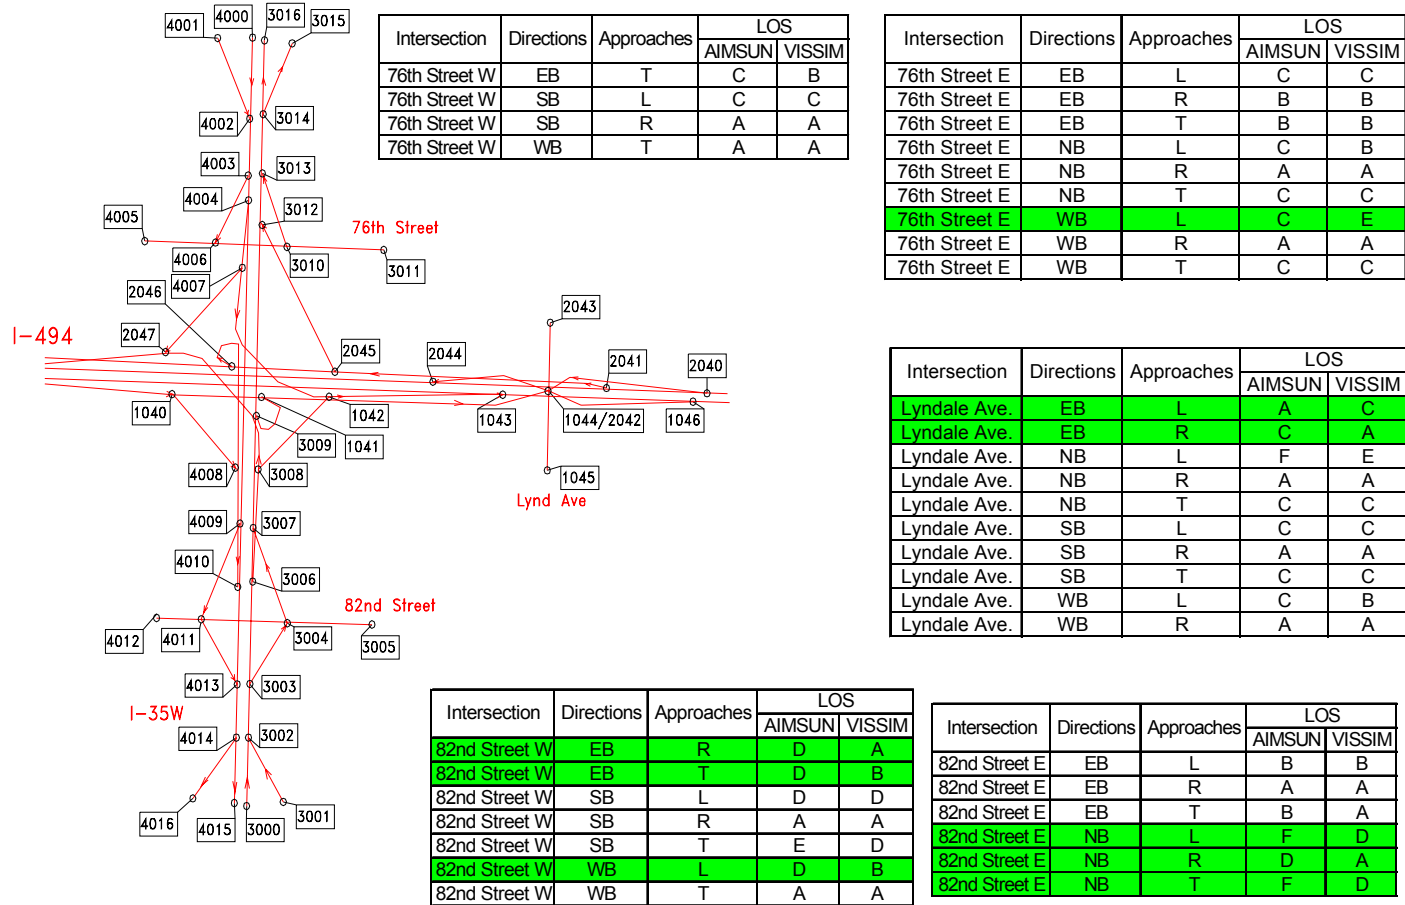 4001
4000
3016
3015
4002
3014
4003
3013
4004
3012
4005
76th Street
4006
3010
3011
4007
2046
2043
I-494
2047
2045
2044
2041
2040
1040
1042
1043
1044/2042
1046
3009
1041
4008
3008
1045
Lynd Ave
4009
3007
4010
3006
82nd Street
4012
4011
3004
3005
4013
3003
I-35W
4014
3002
4016
4015
3000
3001
Intersection Directions Approaches LOS
AIMSUN VISSIM
76th Street W EB T C B
76th Street W SB L C C
76th Street W SB R A A
76th Street W WB T A A
Intersection Directions Approaches LOS
AIMSUN VISSIM
76th Street E EB L C C
76th Street E EB R B B
76th Street E EB T B B
76th Street E NB L C B
76th Street E NB R A A
76th Street E NB T C C
76th Street E WB L C E
76th Street E WB R A A
76th Street E WB T C C
Intersection Directions Approaches LOS
AIMSUN VISSIM
Lyndale Ave. EB L A C
Lyndale Ave. EB R C A
Lyndale Ave. NB L F E
Lyndale Ave. NB R A A
Lyndale Ave. NB T C C
Lyndale Ave. SB L C C
Lyndale Ave. SB R A A
Lyndale Ave. SB T C C
Lyndale Ave. WB L C B
Lyndale Ave. WB R A A
Intersection Directions Approaches LOS
AIMSUN VISSIM
82nd Street W EB R D A
82nd Street W EB T D B
82nd Street W SB L D D
82nd Street W SB R A A
82nd Street W SB T E D
82nd Street W WB L D B
82nd Street W WB T A A
Intersection Directions Approaches LOS
AIMSUN VISSIM
82nd Street E EB L B B
82nd Street E EB R A A
82nd Street E EB T B A
82nd Street E NB L F D
82nd Street E NB R D A
82nd Street E NB T F D